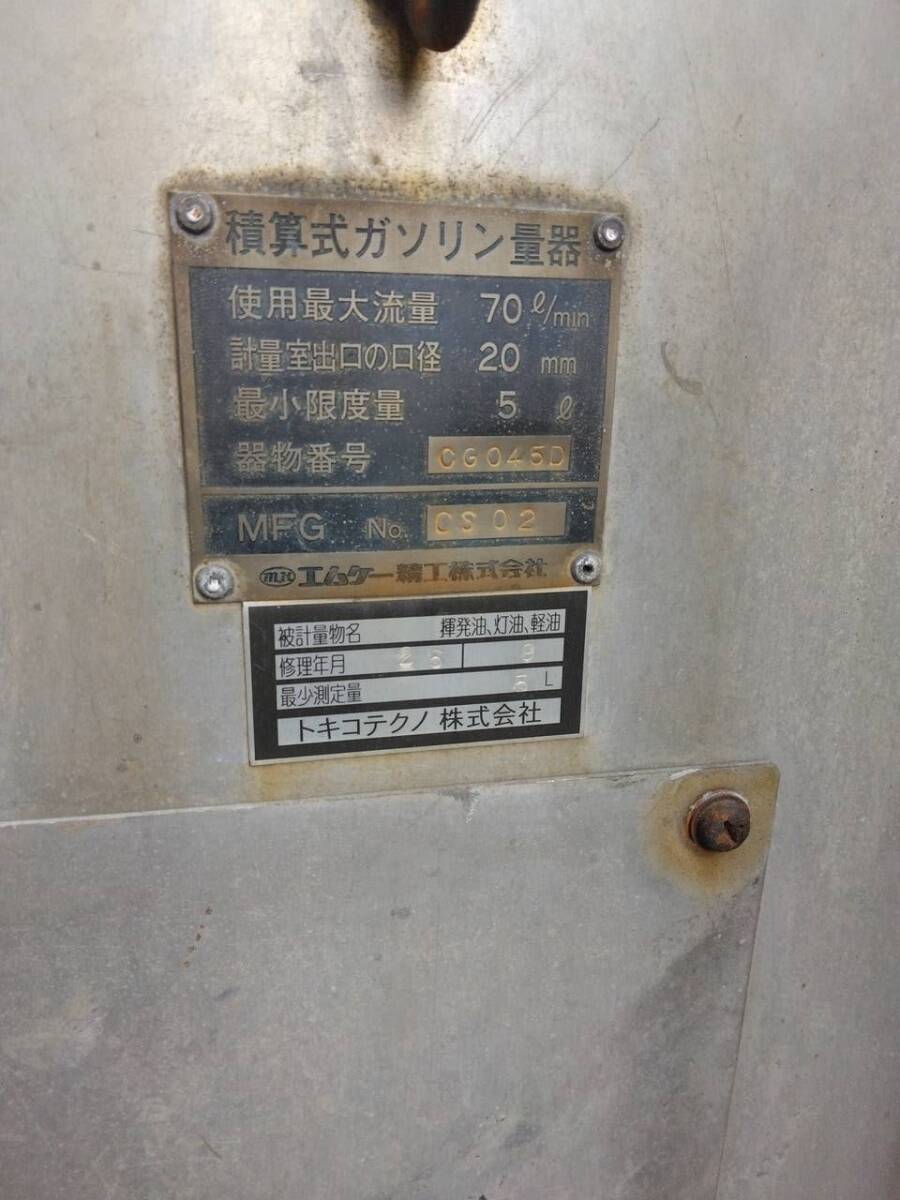 積算式ガソリン量器
使用最大流量 70 ℓ/min
計量室出口の口径 20 mm
最小限度量 5 ℓ
器物番号 CG045D
MFG No. CS02
MK エムケー精工株式会社
被計量物名 揮発油、灯油、軽油
修理年月 26 9
最少測定量 5 L
トキコテクノ株式会社